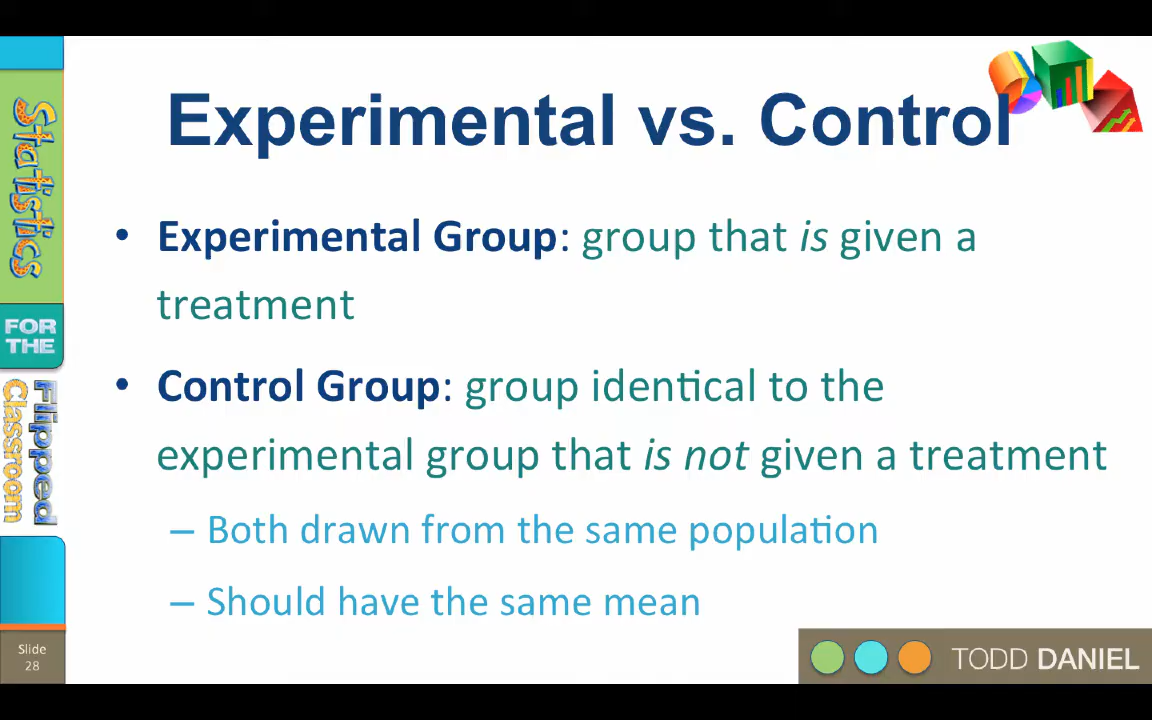 Experimental vs. Control
• Experimental Group: group that is given a
treatment
• Control Group: group identical to the
experimental group that is not given a treatment
– Both drawn from the same population
– Should have the same mean
Statistics
FOR
THE
Flipped
Classroom
Slide
28
TODD DANIEL